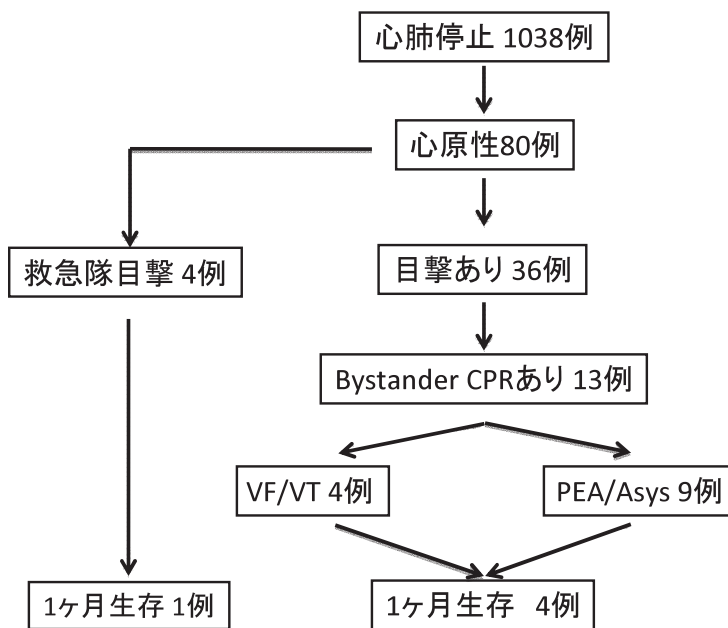 心肺停止 1038例
心原性80例
救急隊目撃 4例
目撃あり 36例
Bystander CPRあり 13例
VF/VT 4例
PEA/Asys 9例
1ヶ月生存 1例
1ヶ月生存 4例